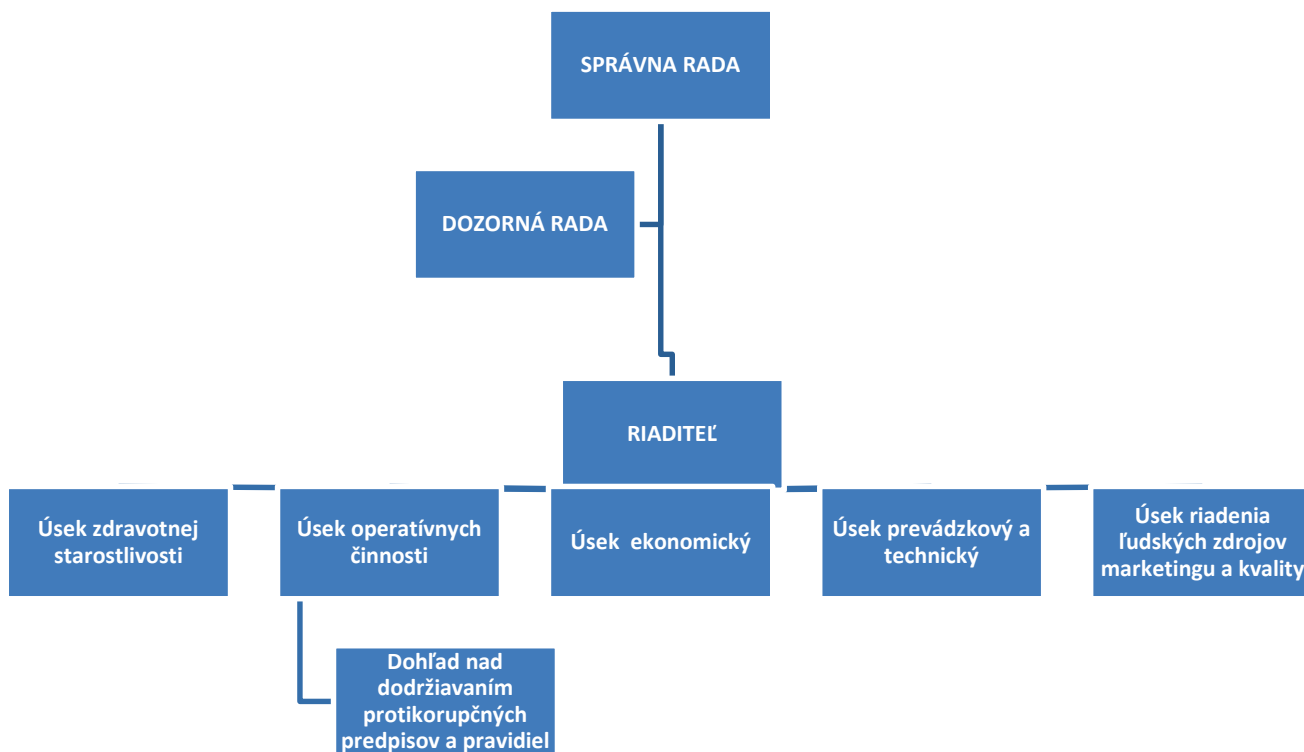 SPRÁVNA RADA
DOZORNÁ RADA
RIADITEĽ
Úsek zdravotnej
starostlivosti
Úsek operatívnych
činnosti
Úsek ekonomický
Úsek prevádzkový a
technický
Úsek riadenia
ľudských zdrojov
marketingu a kvality
Dohľad nad
dodržiavaním
protikorupčných
predpisov a pravidiel